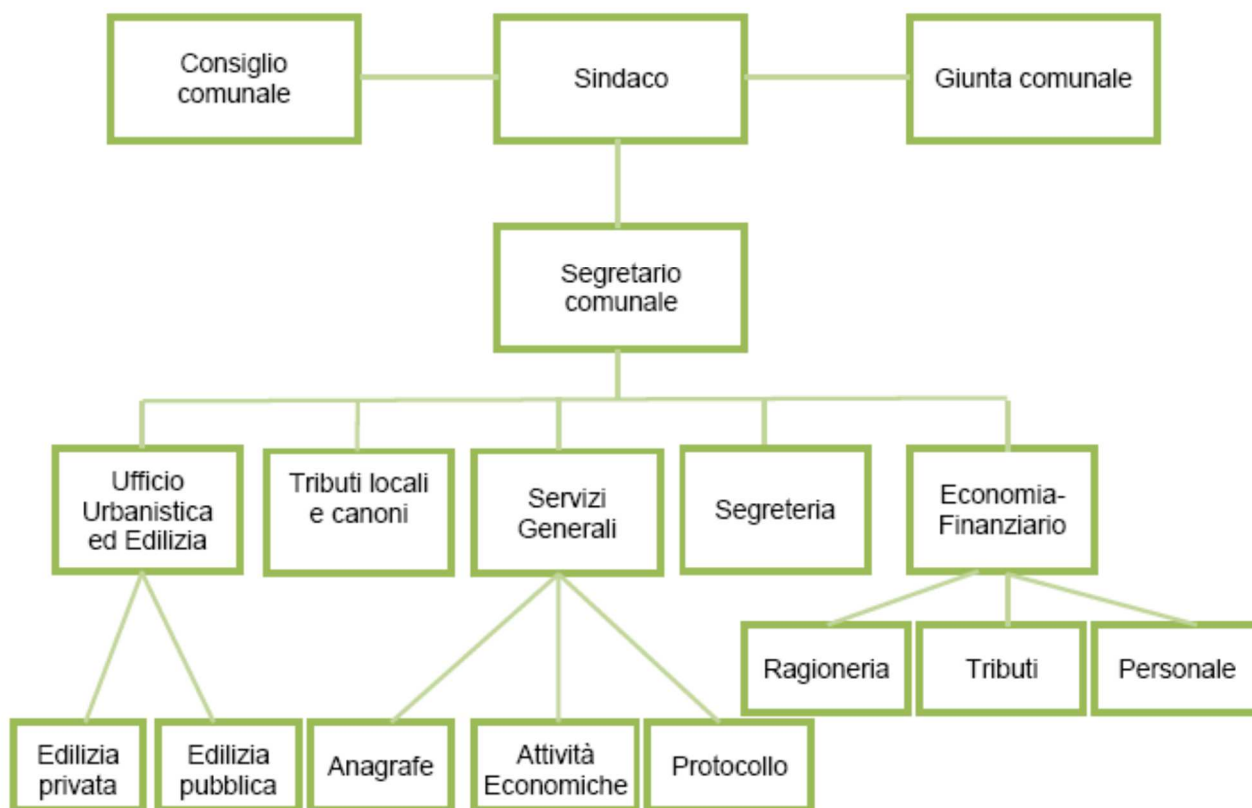 Consiglio
comunale
Sindaco
Giunta comunale
Segretario
comunale
Ufficio
Urbanistica
ed Edilizia
Tributi locali
e canoni
Servizi
Generali
Segreteria
Economia-
Finanziario
Ragioneria
Tributi
Personale
Edilizia
privata
Edilizia
pubblica
Anagrafe
Attività
Economiche
Protocollo